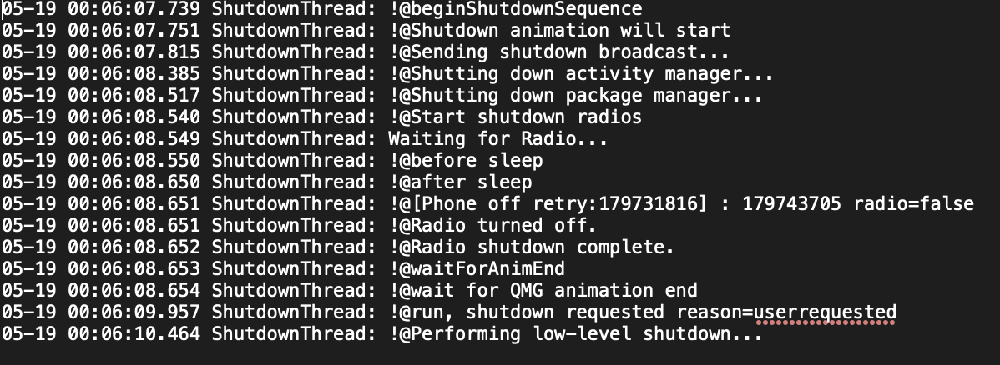 05-19 00:06:07.739 ShutdownThread: !@beginShutdownSequence
05-19 00:06:07.751 ShutdownThread: !@Shutdown animation will start
05-19 00:06:07.815 ShutdownThread: !@Sending shutdown broadcast...
05-19 00:06:08.385 ShutdownThread: !@Shutting down activity manager...
05-19 00:06:08.517 ShutdownThread: !@Shutting down package manager...
05-19 00:06:08.540 ShutdownThread: !@Start shutdown radios
05-19 00:06:08.549 ShutdownThread: Waiting for Radio...
05-19 00:06:08.550 ShutdownThread: !@before sleep
05-19 00:06:08.650 ShutdownThread: !@after sleep
05-19 00:06:08.651 ShutdownThread: !@[Phone off retry:179731816] : 179743705 radio=false
05-19 00:06:08.651 ShutdownThread: !@Radio turned off.
05-19 00:06:08.652 ShutdownThread: !@Radio shutdown complete.
05-19 00:06:08.653 ShutdownThread: !@waitForAnimEnd
05-19 00:06:08.654 ShutdownThread: !@wait for QMG animation end
05-19 00:06:09.957 ShutdownThread: !@run, shutdown requested reason=userrequested
05-19 00:06:10.464 ShutdownThread: !@Performing low-level shutdown...